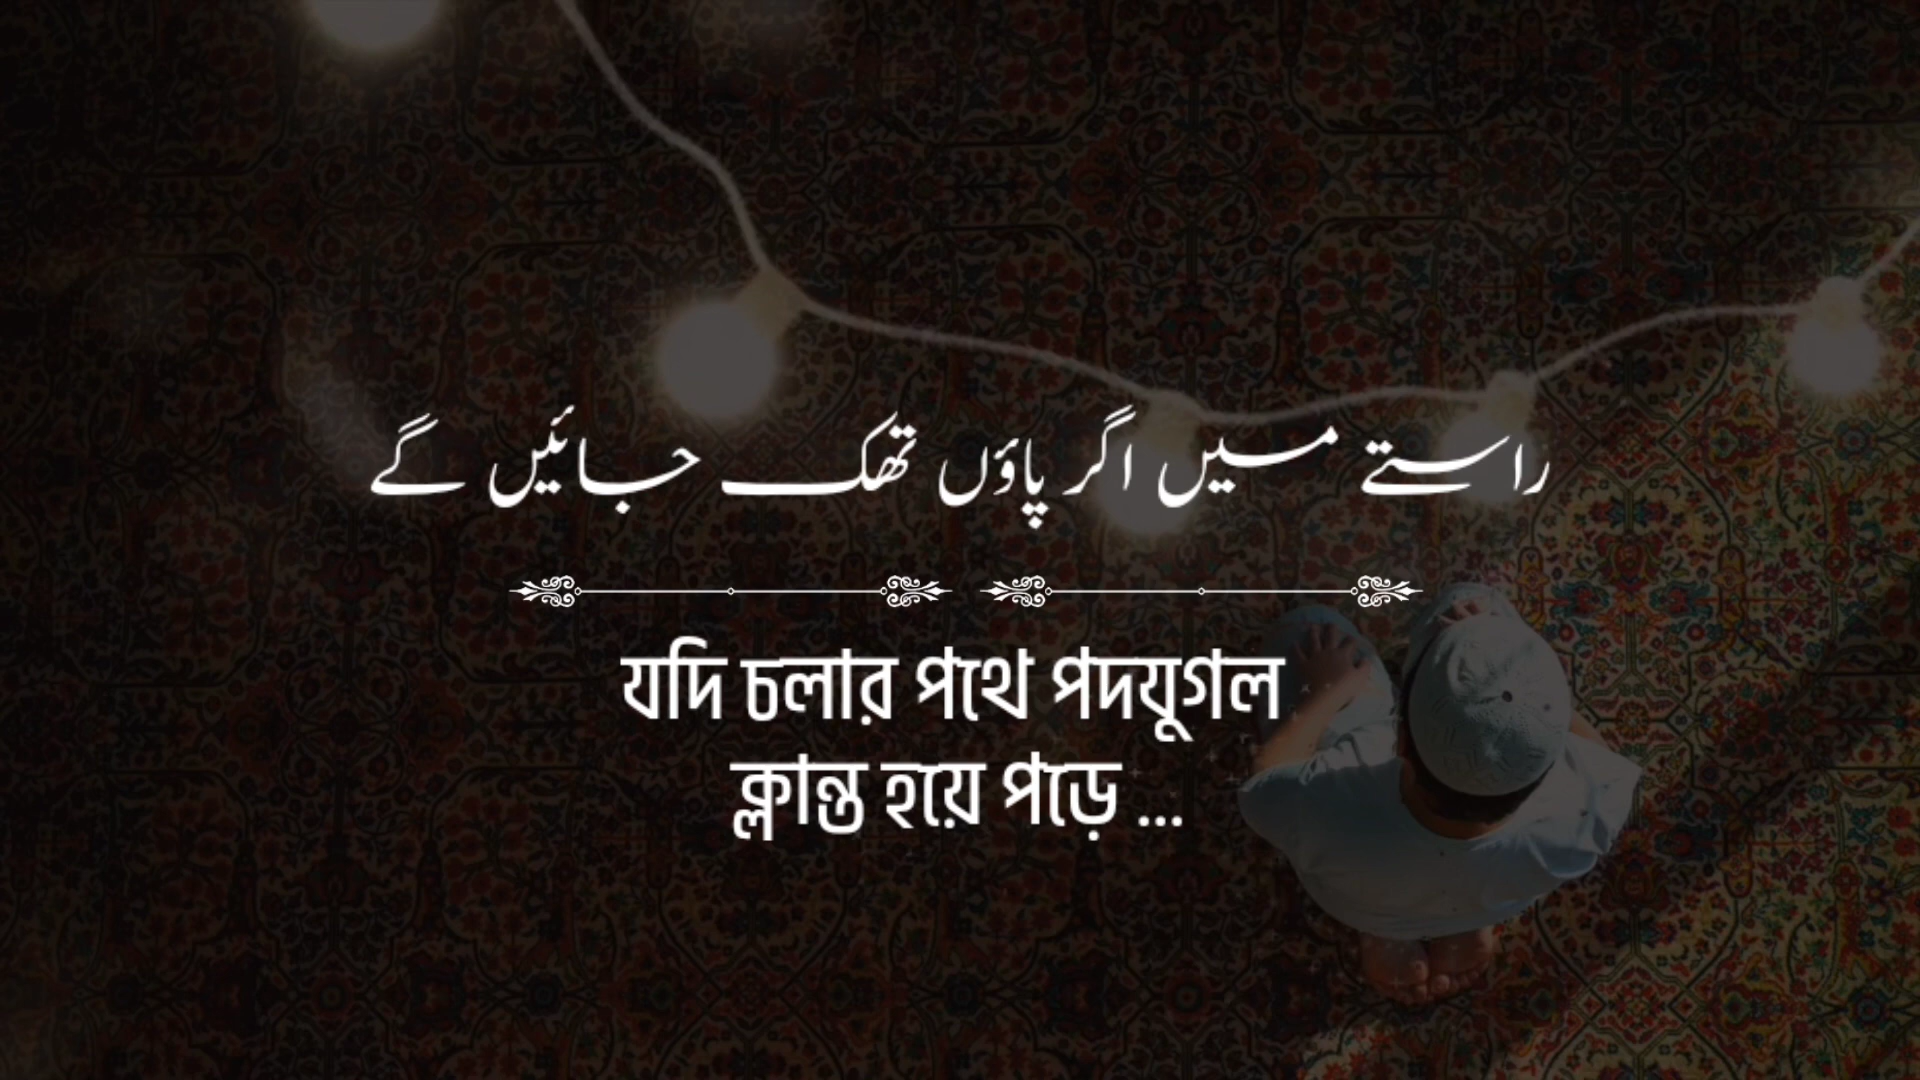 راستے میں اگر پاؤں تھک جائیں گے
যদি চলার পথে পদযুগল
ক্লান্ত হয়ে পড়ে ...